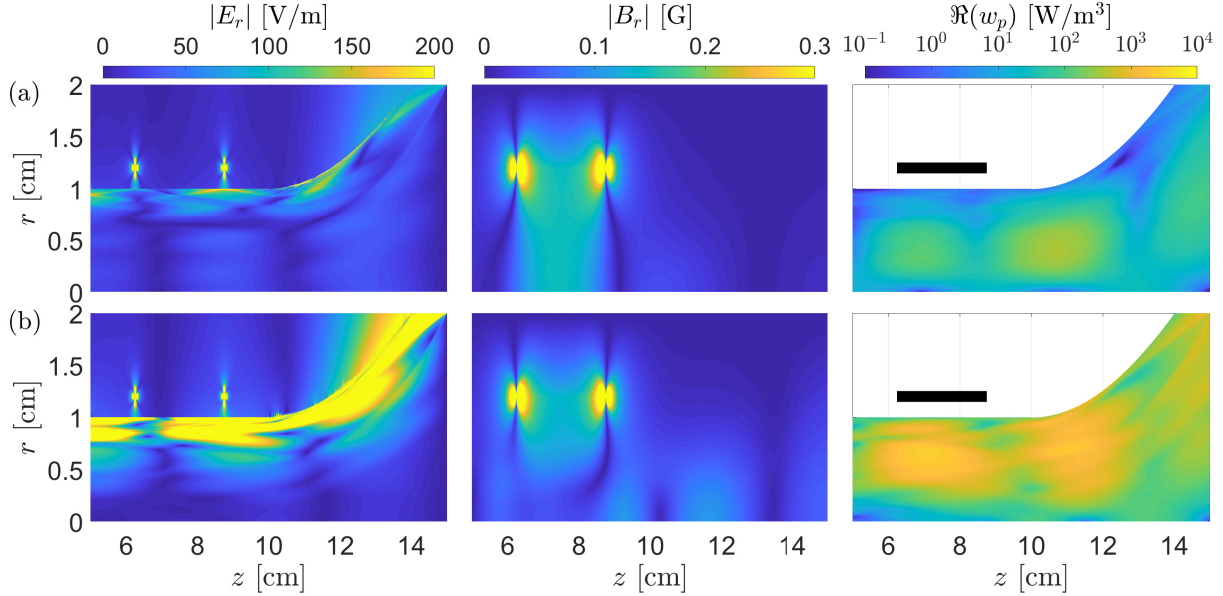 |E_r| [V/m] |B_r| [G] ℜ(w_p) [W/m³]
0 50 100 150 200 0 0.1 0.2 0.3 10⁻¹ 10⁰ 10¹ 10² 10³ 10⁴
(a)
2
1.5
1
0.5
0
r [cm]
(b)
2
1.5
1
0.5
0
r [cm]
6 8 10 12 14 6 8 10 12 14 6 8 10 12 14
z [cm] z [cm] z [cm]